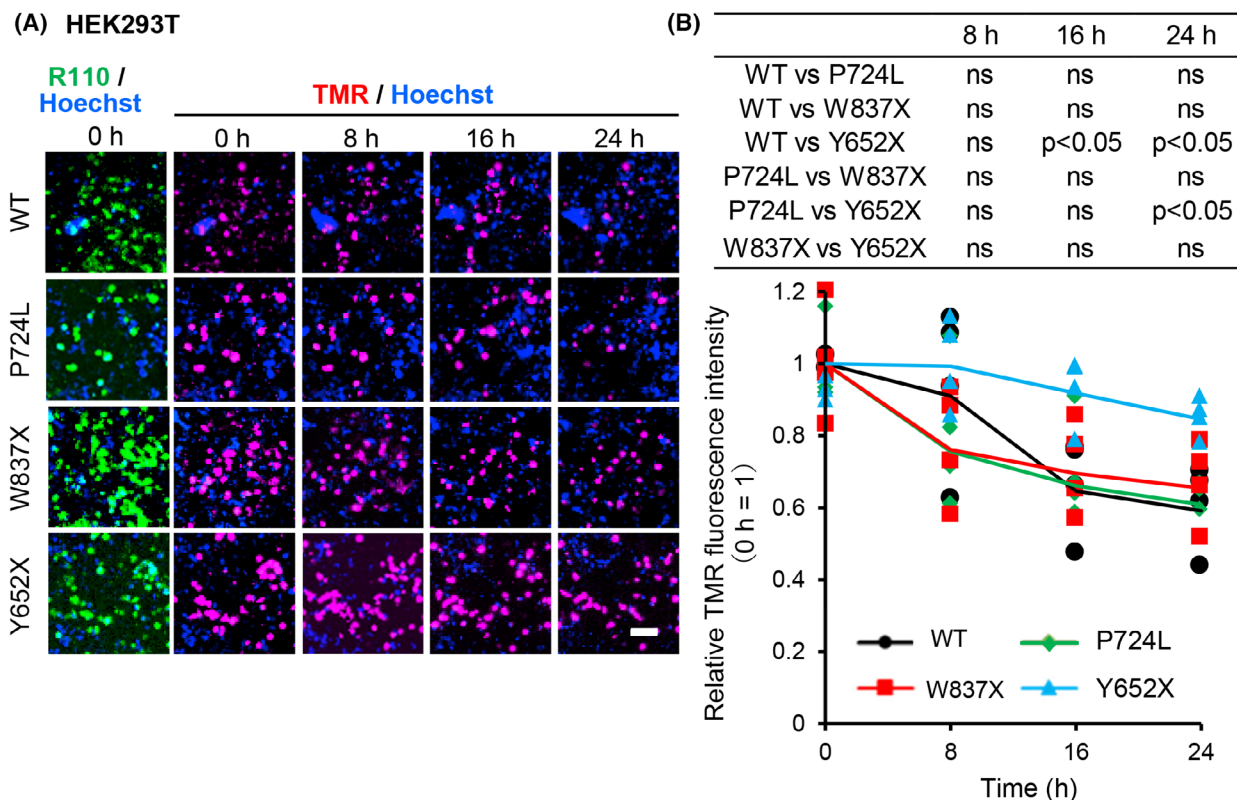 (A) HEK293T
R110 /
Hoechst
TMR / Hoechst
0 h 0 h 8 h 16 h 24 h
WT
P724L
W837X
Y652X
(B)
8 h 16 h 24 h
WT vs P724L ns ns ns
WT vs W837X ns ns ns
WT vs Y652X ns p<0.05 p<0.05
P724L vs W837X ns ns ns
P724L vs Y652X ns ns p<0.05
W837X vs Y652X ns ns ns
Relative TMR fluorescence intensity
(0 h = 1)
1.2
1
0.8
0.6
0.4
0.2
0
WT P724L
W837X Y652X
0 8 16 24
Time (h)